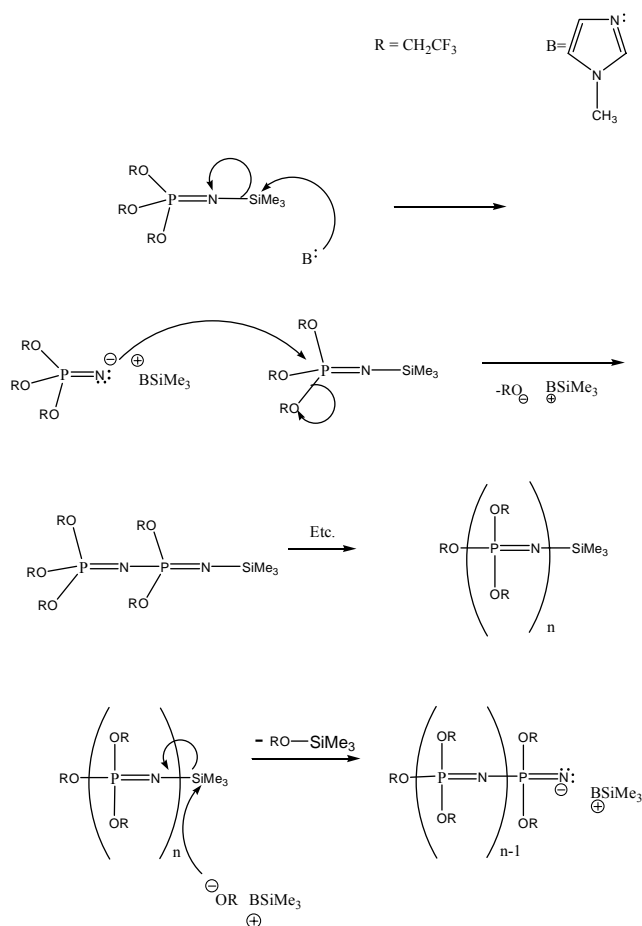 R = CH2CF3
B=
N:
N
CH3
RO
RO
RO
P
N
SiMe3
B:
RO
RO
RO
P
N:
⊖
⊕
BSiMe3
RO
RO
RO
P
N
SiMe3
-RO
⊖
BSiMe3
⊕
RO
RO
RO
P
N
RO
RO
P
N
SiMe3
Etc.
OR
RO
P
N
SiMe3
OR
n
OR
RO
P
N
SiMe3
OR
n
⊖
OR
BSiMe3
⊕
- RO—SiMe3
OR
RO
P
N
OR
n-1
OR
P
N:
⊖
OR
BSiMe3
⊕